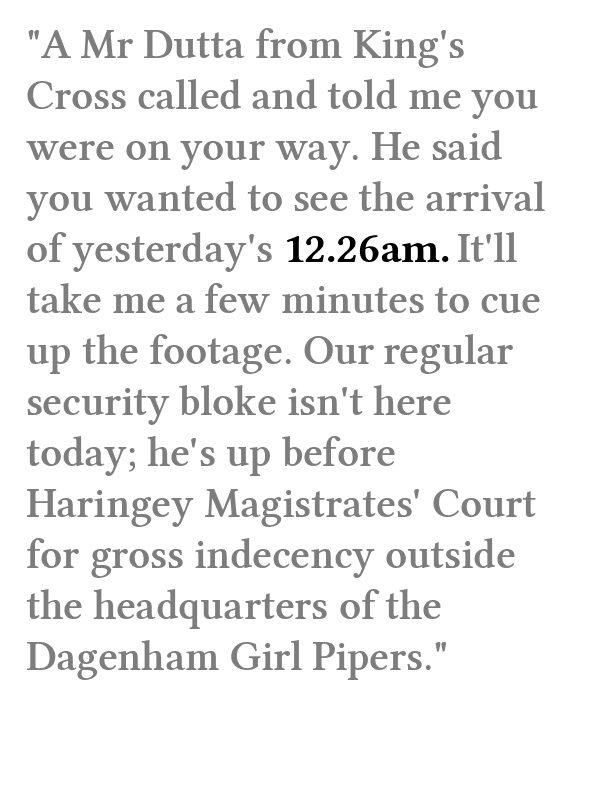 "A Mr Dutta from King's
Cross called and told me you
were on your way. He said
you wanted to see the arrival
of yesterday's 12.26am. It'll
take me a few minutes to cue
up the footage. Our regular
security bloke isn't here
today; he's up before
Haringey Magistrates' Court
for gross indecency outside
the headquarters of the
Dagenham Girl Pipers."